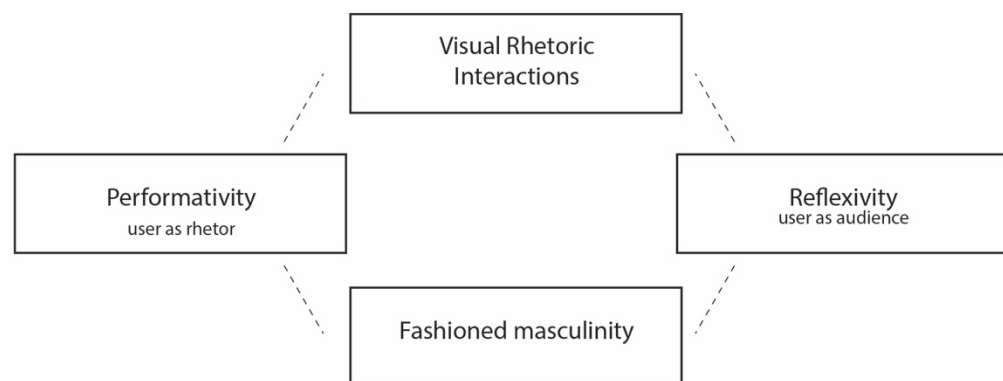 Visual Rhetoric
Interactions
Performativity
user as rhetor
Reflexivity
user as audience
Fashioned masculinity